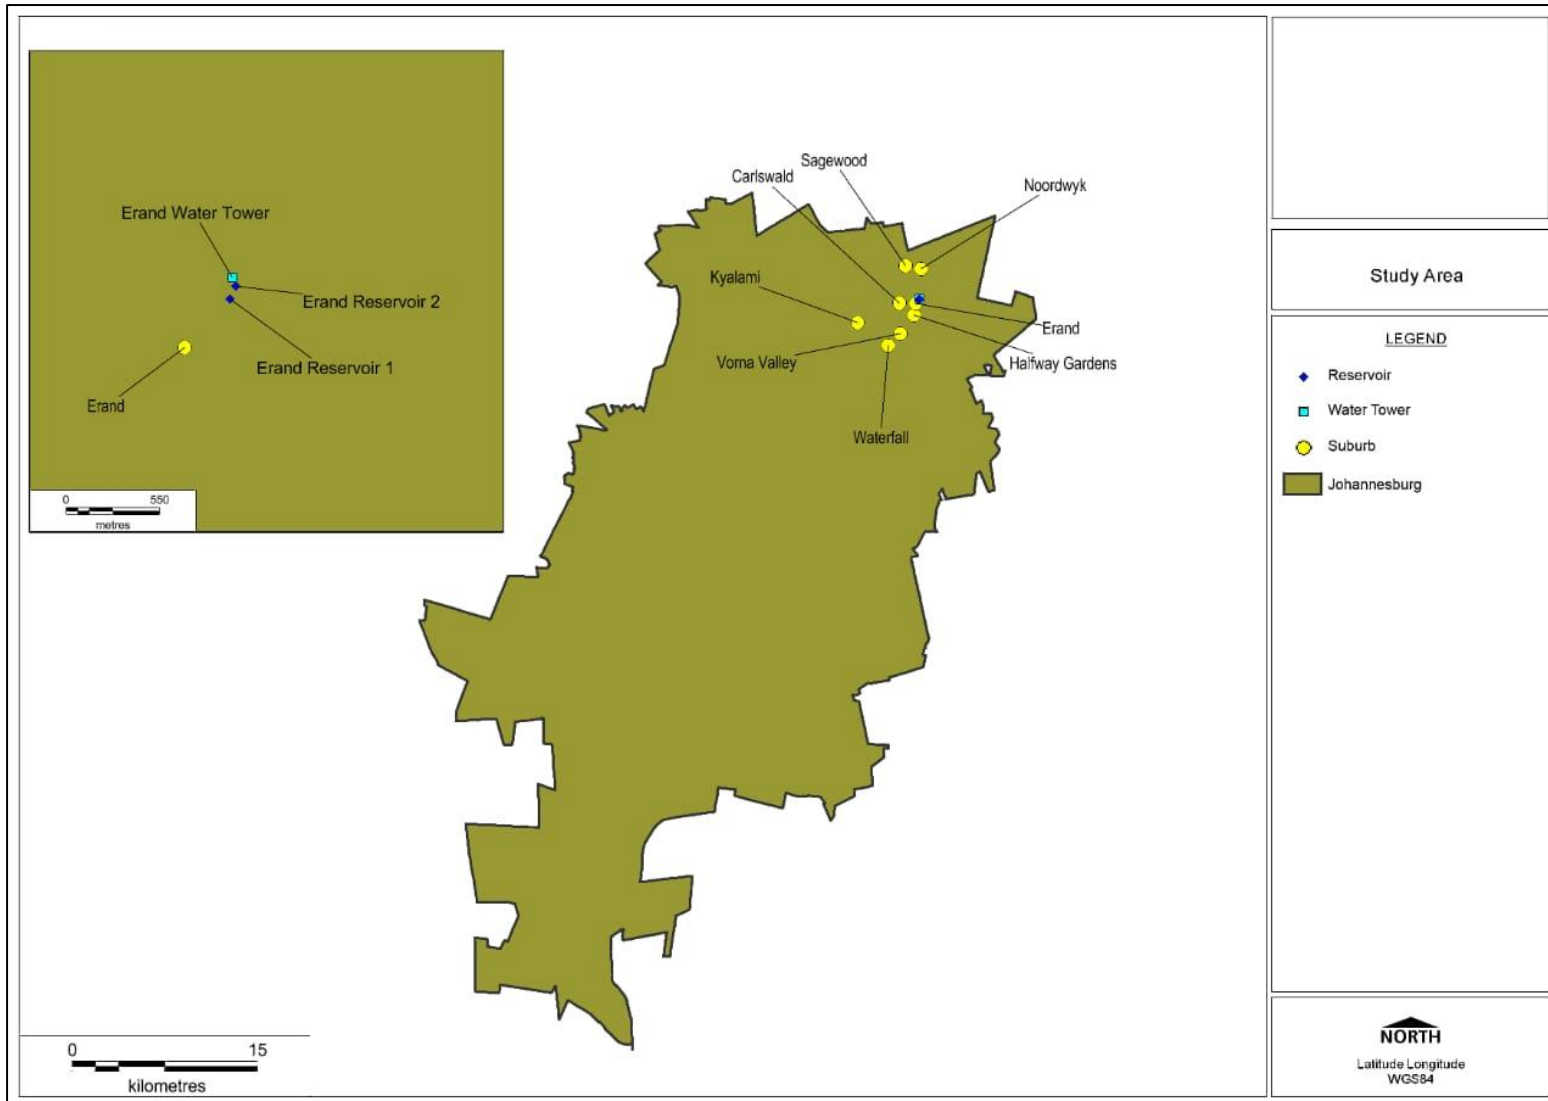 Erand Water Tower
Erand Reservoir 2
Erand Reservoir 1
Erand
0 550
metres
Sagewood
Carlswald
Noordwyk
Kyalami
Erand
Vorna Valley
Halfway Gardens
Waterfall
0 15
kilometres
Study Area
LEGEND
Reservoir
Water Tower
Suburb
Johannesburg
NORTH
Latitude Longitude
WGS84